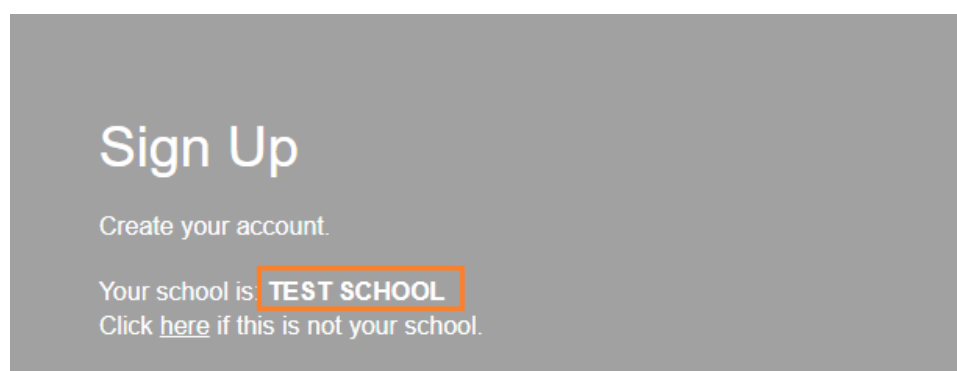 Sign Up
Create your account.
Your school is: TEST SCHOOL
Click here if this is not your school.